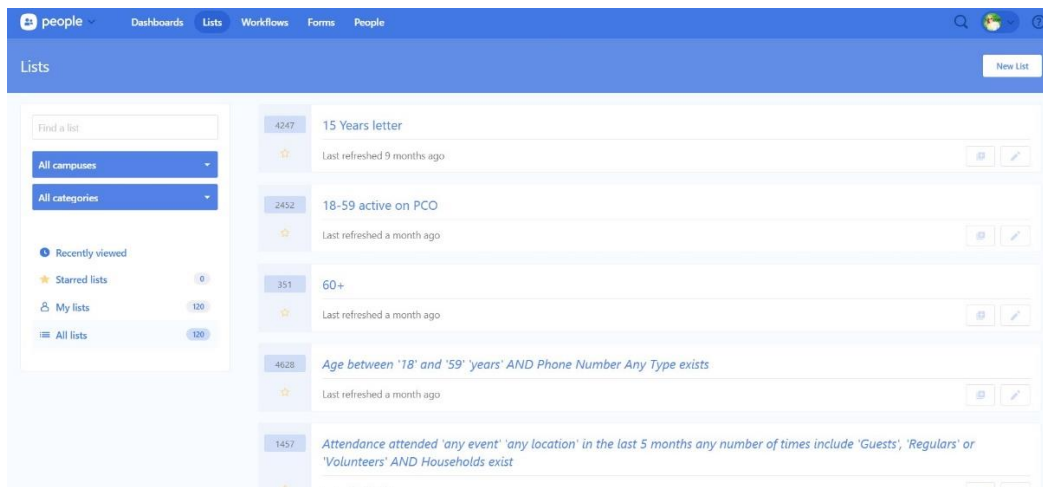 people
Dashboards
Lists
Workflows
Forms
People
Lists
New List
Find a list
All campuses
All categories
Recently viewed
Starred lists 0
My lists 120
All lists 120
4247 15 Years letter
Last refreshed 9 months ago
2452 18-59 active on PCO
Last refreshed a month ago
351 60+
Last refreshed a month ago
4628 Age between '18' and '59' 'years' AND Phone Number Any Type exists
Last refreshed a month ago
1457 Attendance attended 'any event' 'any location' in the last 5 months any number of times include 'Guests', 'Regulars' or
'Volunteers' AND Households exist